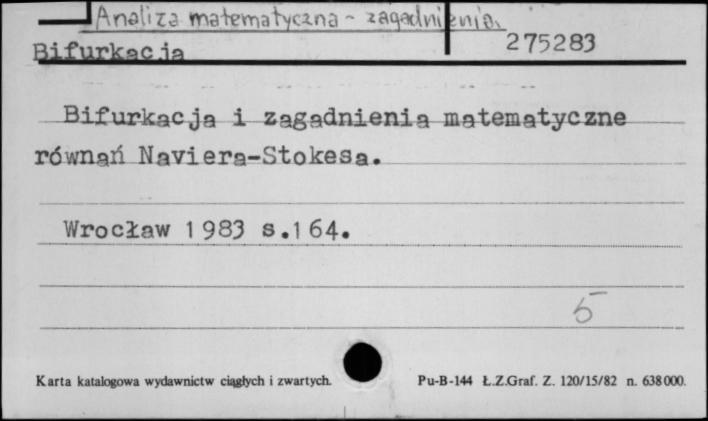 Analiza matematyczna - zagadnienia.
Bifurkacja
275283
Bifurkacja i zagadnienia matematyczne
równań Naviera-Stokesa.
Wrocław 1983 s.164.
5
Karta katalogowa wydawnictw ciągłych i zwartych.
Pu-B-144 Ł.Z.Graf. Z. 120/15/82 n. 638000.